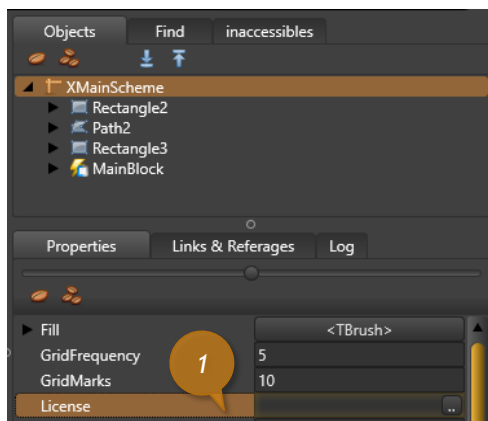 Objects Find inaccessibles
XMainScheme
Rectangle2
Path2
Rectangle3
MainBlock
Properties Links & Referages Log
Fill <TBrush>
GridFrequency 5
GridMarks 10
License ..
1